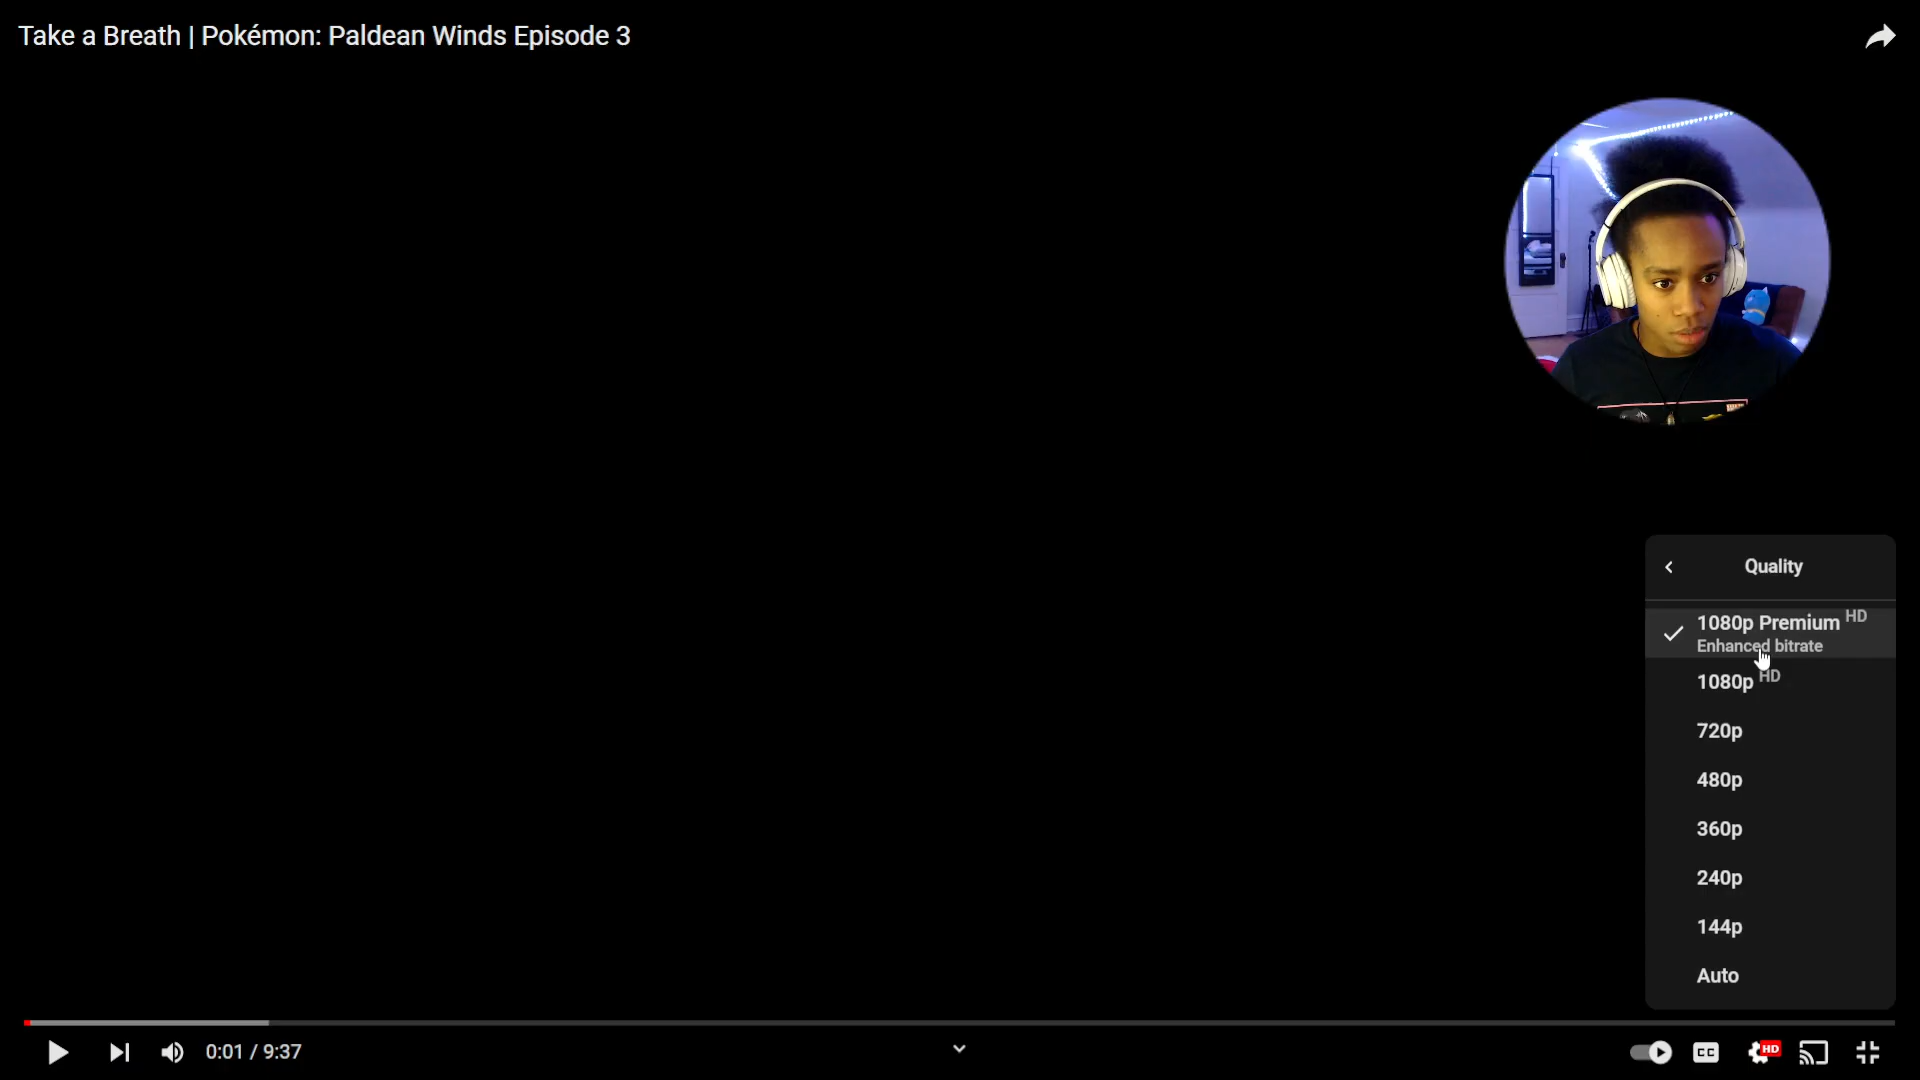 Take a Breath | Pokémon: Paldean Winds Episode 3
Quality
1080p Premium HD
Enhanced bitrate
1080p HD
720p
480p
360p
240p
144p
Auto
0:01 / 9:37
CC
HD